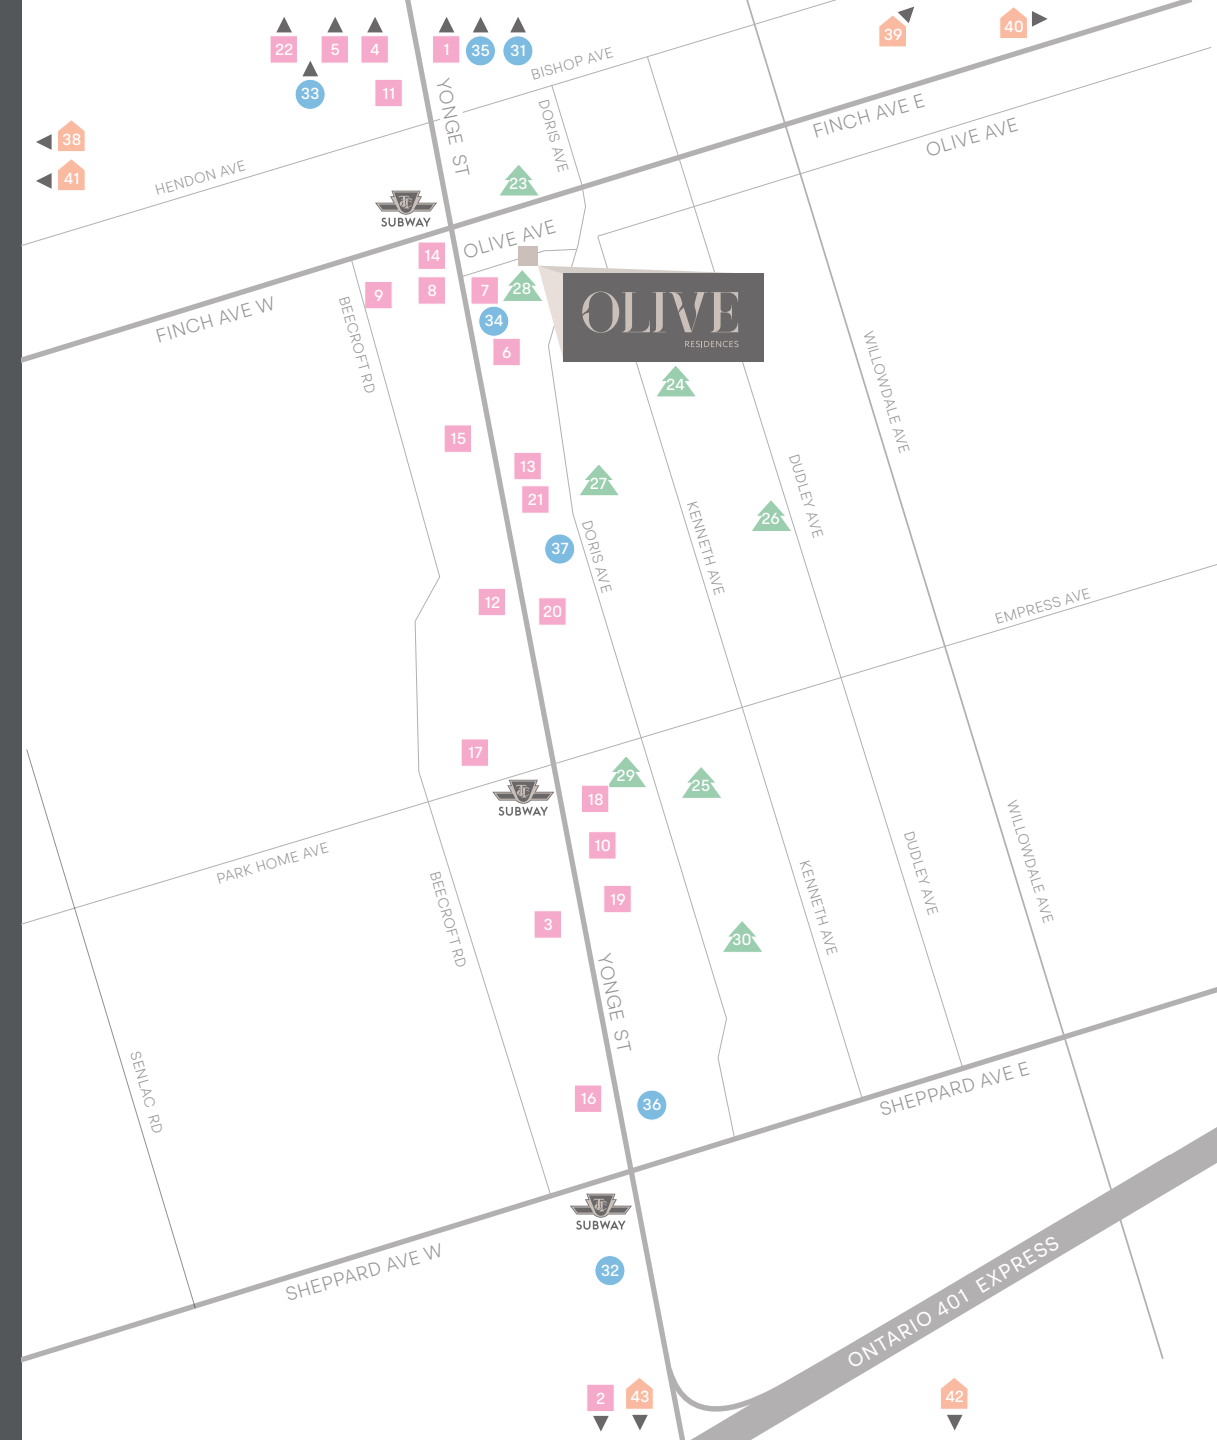 22
5
4
1
35
31
39
40
33
11
BISHOP AVE
YONGE ST
DORIS AVE
FINCH AVE E
OLIVE AVE
38
HENDON AVE
41
23
SUBWAY
OLIVE AVE
14
9
8
7
28
FINCH AVE W
BEECROFT RD
34
OLIVE
RESIDENCES
6
24
WILLOWDALE AVE
15
13
27
21
DUDLEY AVE
26
KENNETH AVE
37
DORIS AVE
12
20
EMPRESS AVE
17
29
25
SUBWAY
18
PARK HOME AVE
10
WILLOWDALE AVE
DUDLEY AVE
KENNETH AVE
BEECROFT RD
19
3
30
YONGE ST
SENLAC RD
16
36
SHEPPARD AVE E
SUBWAY
SHEPPARD AVE W
32
ONTARIO 401 EXPRESS
2
43
42